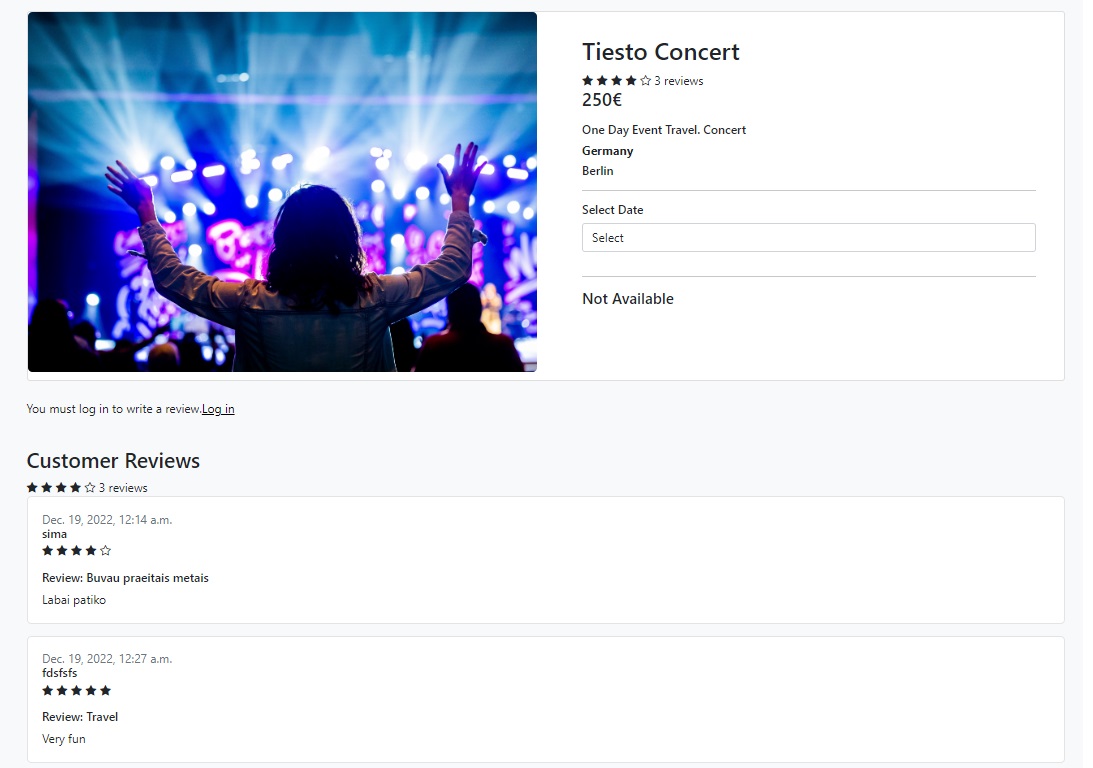 Tiesto Concert
3 reviews
250€
One Day Event Travel. Concert
Germany
Berlin
Select Date
Select
Not Available
You must log in to write a review.Log in
Customer Reviews
3 reviews
Dec. 19, 2022, 12:14 a.m.
sima
Review: Buvau praeitais metais
Labai patiko
Dec. 19, 2022, 12:27 a.m.
fdsfsfs
Review: Travel
Very fun